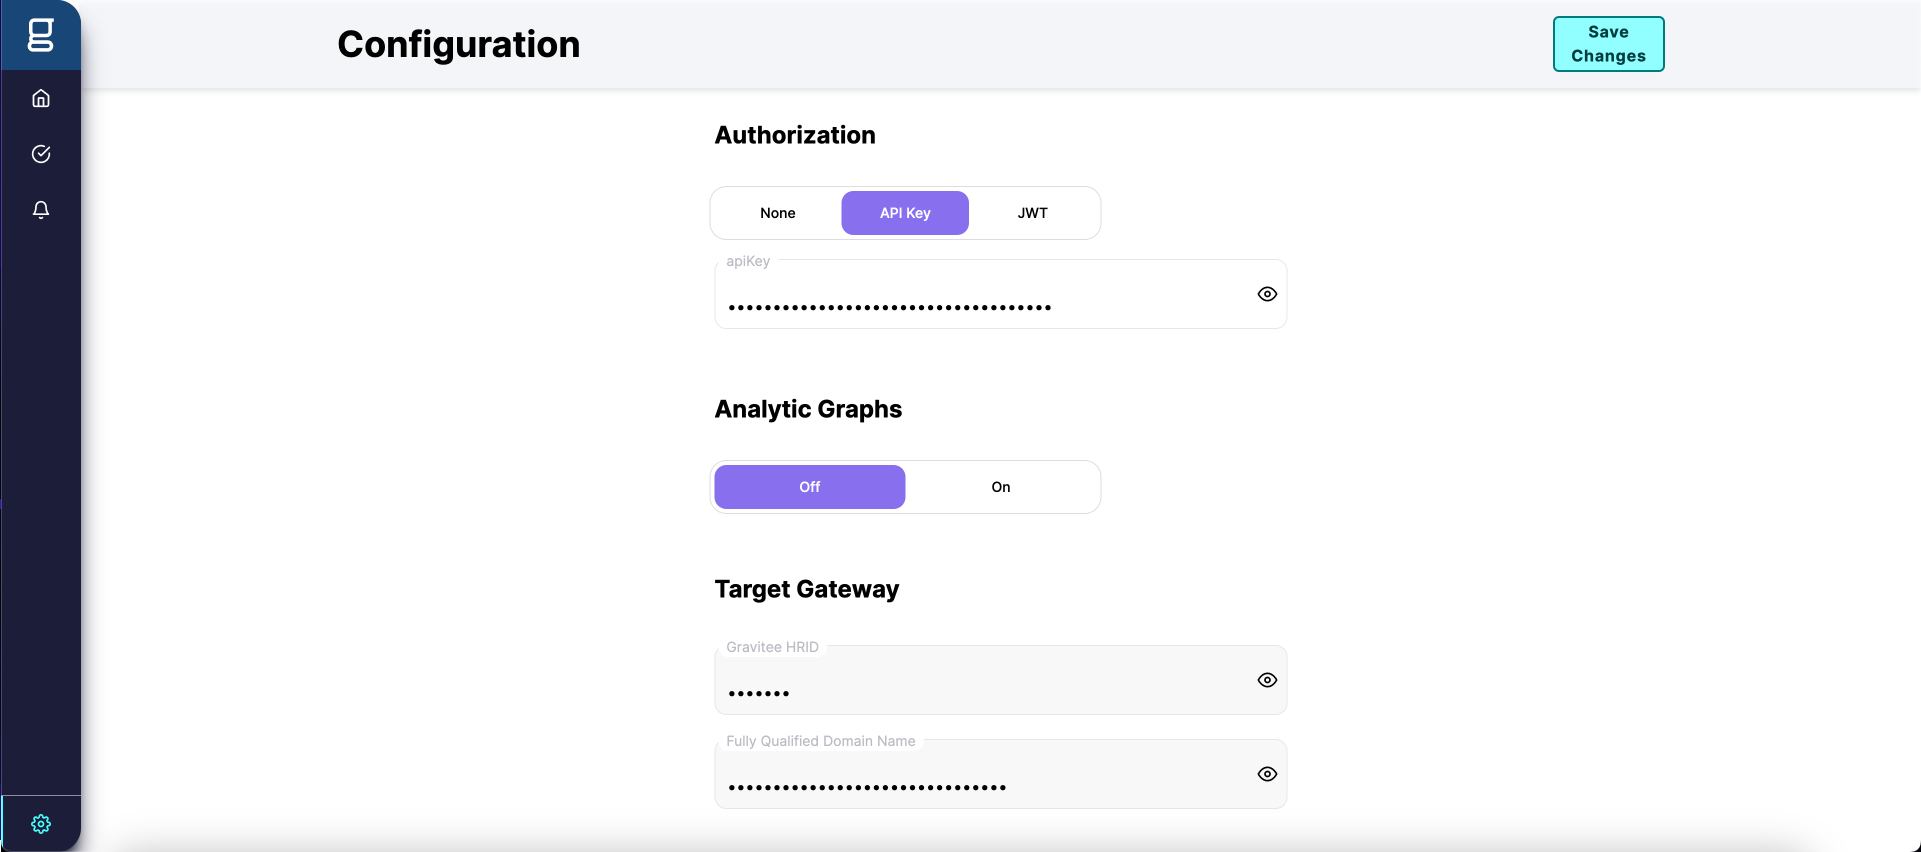 g
Configuration
Save
Changes
Authorization
None
API Key
JWT
apiKey
••••••••••••••••••••••••••••••••••••
Analytic Graphs
Off
On
Target Gateway
Gravitee HRID
•••••••
Fully Qualified Domain Name
•••••••••••••••••••••••••••••••